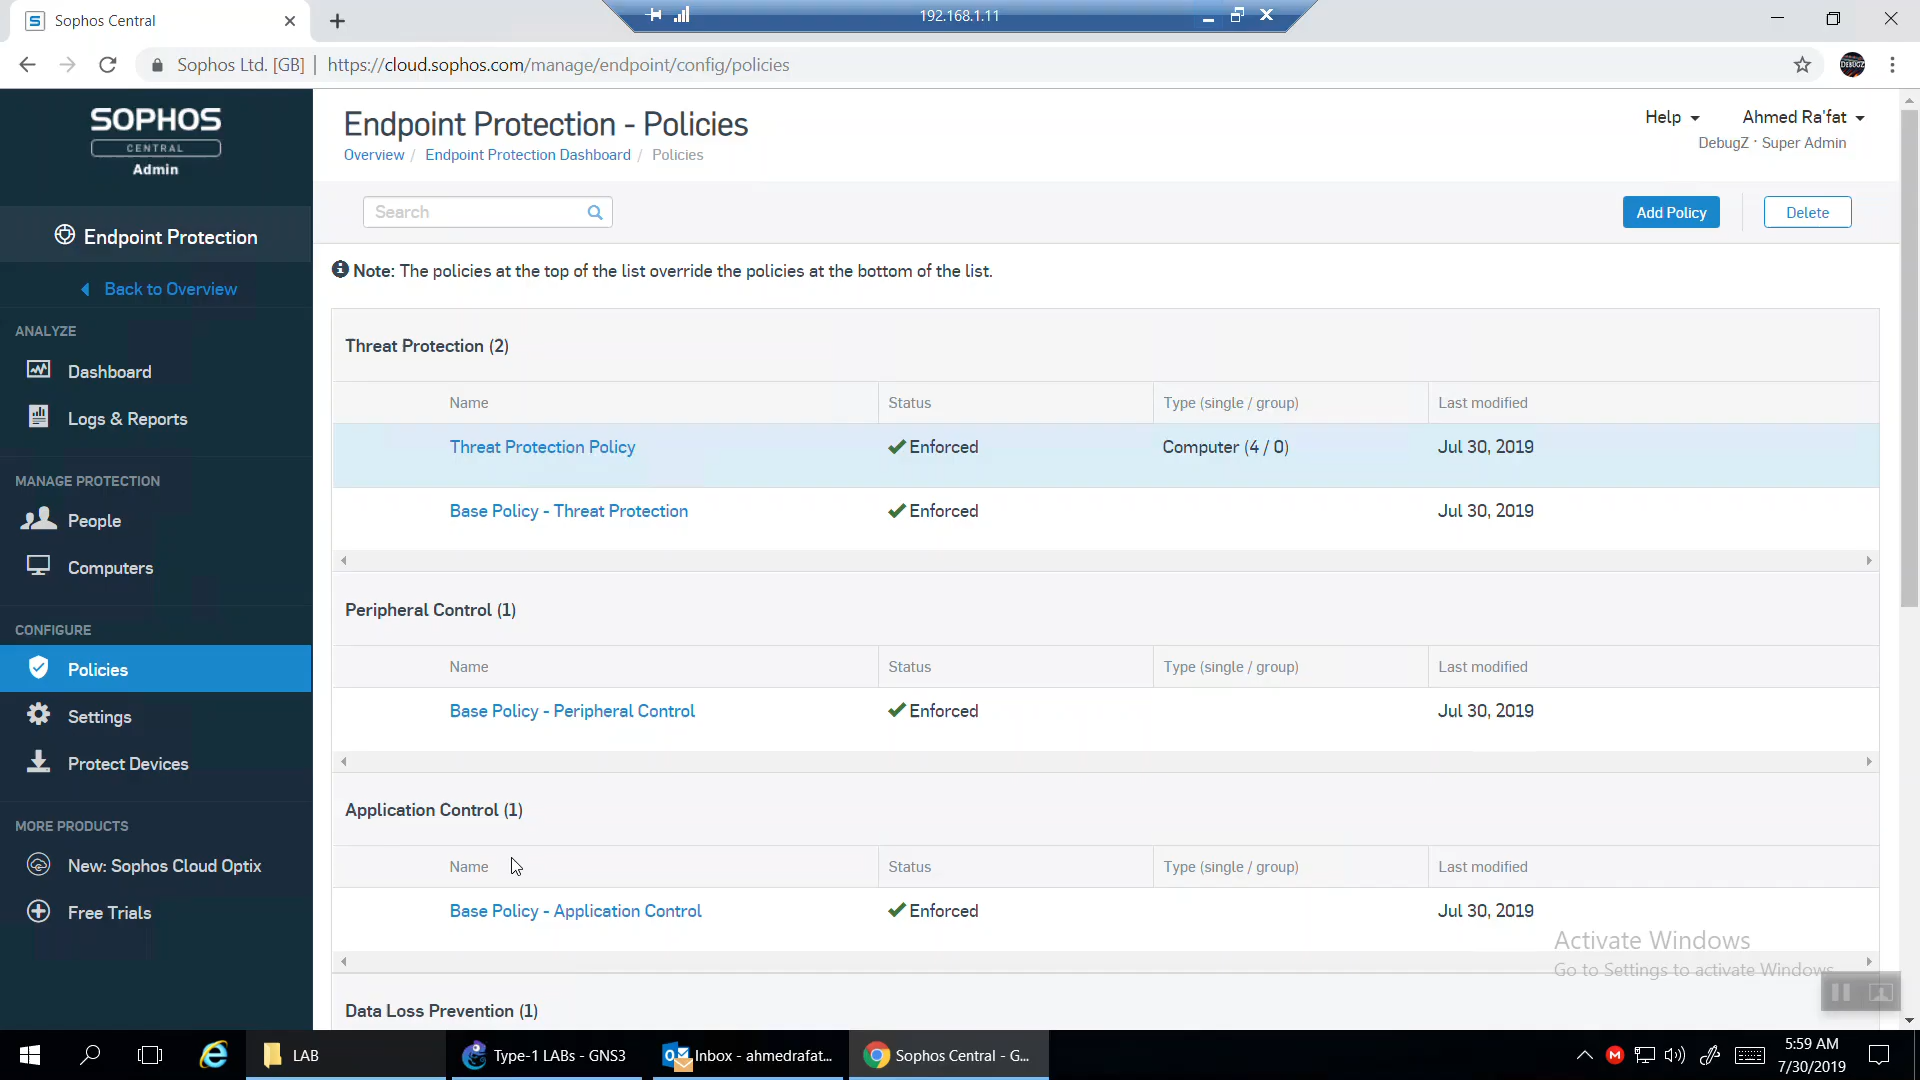 Sophos Central
192.168.1.11
Sophos Ltd. [GB] | https://cloud.sophos.com/manage/endpoint/config/policies
SOPHOS
CENTRAL
Admin
Endpoint Protection
Back to Overview
ANALYZE
Dashboard
Logs & Reports
MANAGE PROTECTION
People
Computers
CONFIGURE
Policies
Settings
Protect Devices
MORE PRODUCTS
New: Sophos Cloud Optix
Free Trials
Endpoint Protection - Policies
Overview / Endpoint Protection Dashboard / Policies
Help
Ahmed Ra'fat
DebugZ · Super Admin
Search
Add Policy
Delete
Note: The policies at the top of the list override the policies at the bottom of the list.
Threat Protection (2)
Name Status Type (single / group) Last modified
Threat Protection Policy Enforced Computer (4 / 0) Jul 30, 2019
Base Policy - Threat Protection Enforced Jul 30, 2019
Peripheral Control (1)
Name Status Type (single / group) Last modified
Base Policy - Peripheral Control Enforced Jul 30, 2019
Application Control (1)
Name Status Type (single / group) Last modified
Base Policy - Application Control Enforced Jul 30, 2019
Data Loss Prevention (1)
Activate Windows
Go to Settings to activate Windows.
LAB
Type-1 LABs - GNS3
Inbox - ahmedrafat...
Sophos Central - G...
5:59 AM
7/30/2019